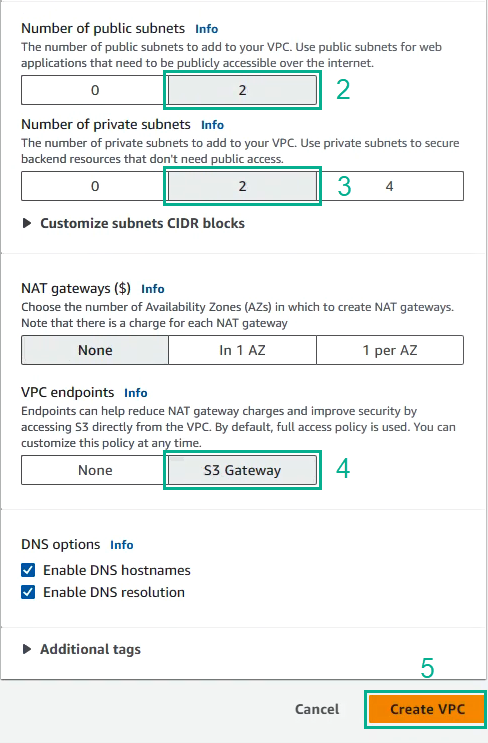 Number of public subnets Info
The number of public subnets to add to your VPC. Use public subnets for web
applications that need to be publicly accessible over the internet.
0 2 2
Number of private subnets Info
The number of private subnets to add to your VPC. Use private subnets to secure
backend resources that don't need public access.
0 2 3 4
Customize subnets CIDR blocks
NAT gateways ($) Info
Choose the number of Availability Zones (AZs) in which to create NAT gateways.
Note that there is a charge for each NAT gateway
None In 1 AZ 1 per AZ
VPC endpoints Info
Endpoints can help reduce NAT gateway charges and improve security by
accessing S3 directly from the VPC. By default, full access policy is used. You can
customize this policy at any time.
None S3 Gateway 4
DNS options Info
Enable DNS hostnames
Enable DNS resolution
Additional tags
5
Cancel Create VPC